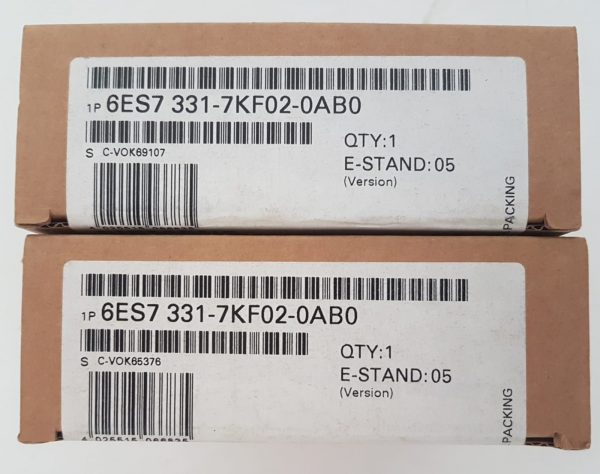 1P 6ES7 331-7KF02-0AB0
S C-VOK69107
QTY:1
E-STAND: 05
(Version)
PACKING
1P 6ES7 331-7KF02-0AB0
S C-VOK65376
QTY:1
E-STAND: 05
(Version)
PACKING